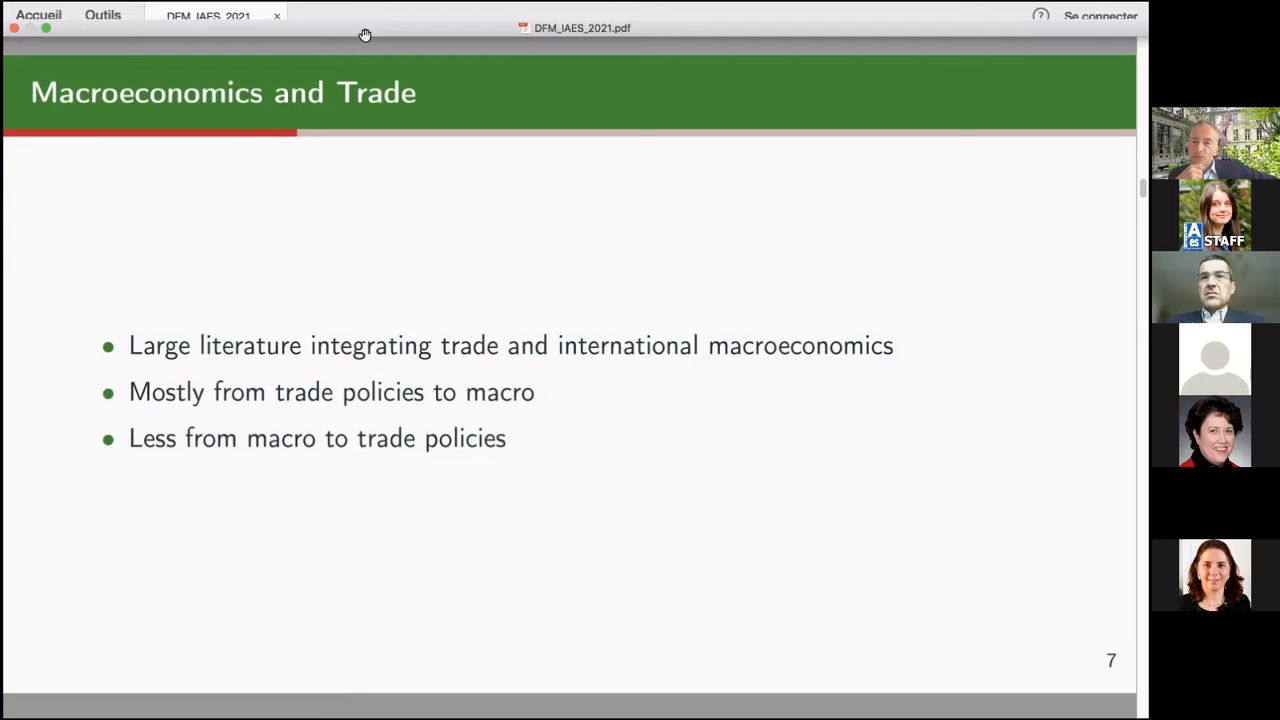 Accueil Outils DFM_IAES_2021 × ? Se connecter
DFM_IAES_2021.pdf
Macroeconomics and Trade
Large literature integrating trade and international macroeconomics
Mostly from trade policies to macro
Less from macro to trade policies
7
A
es STAFF